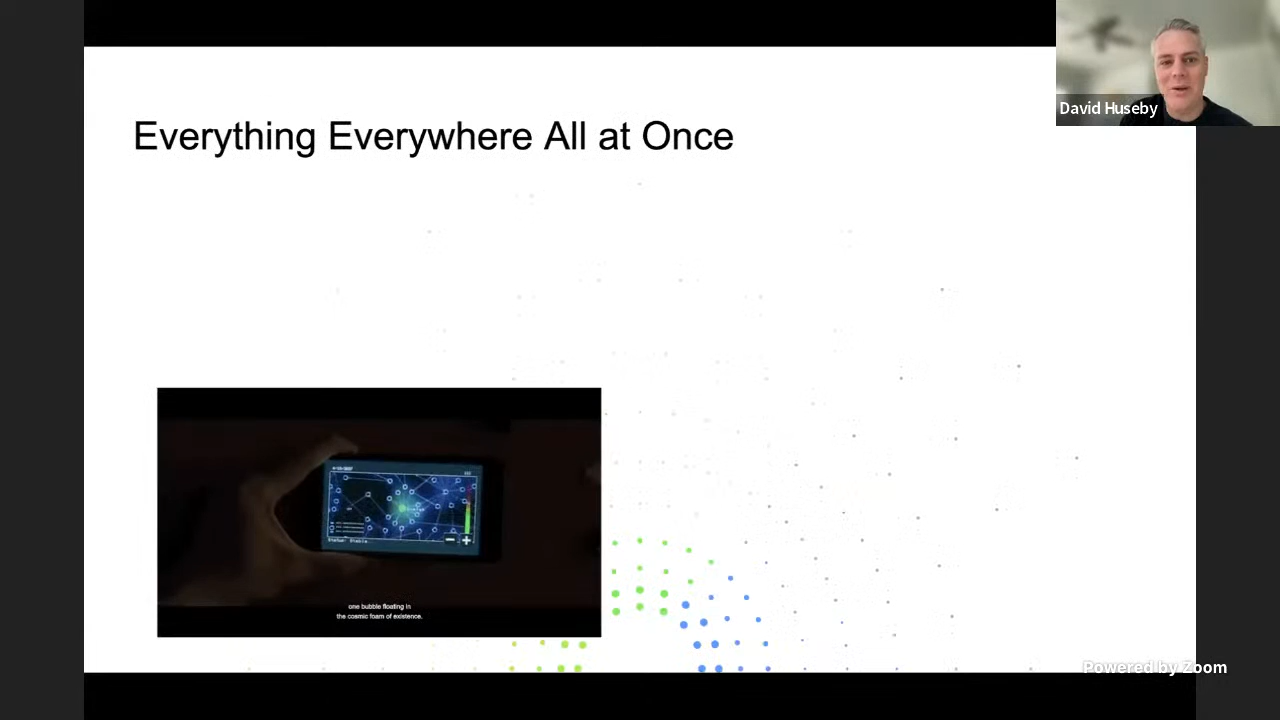 David Huseby
Everything Everywhere All at Once
one bubble floating in
the cosmic foam of existence.
Powered by Zoom